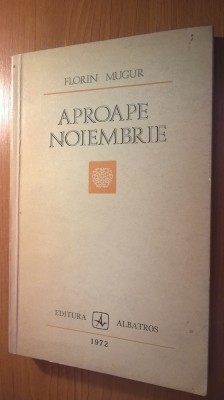 FLORIN MUGUR
APROAPE
NOIEMBRIE
EDITURA ALBATROS
1972